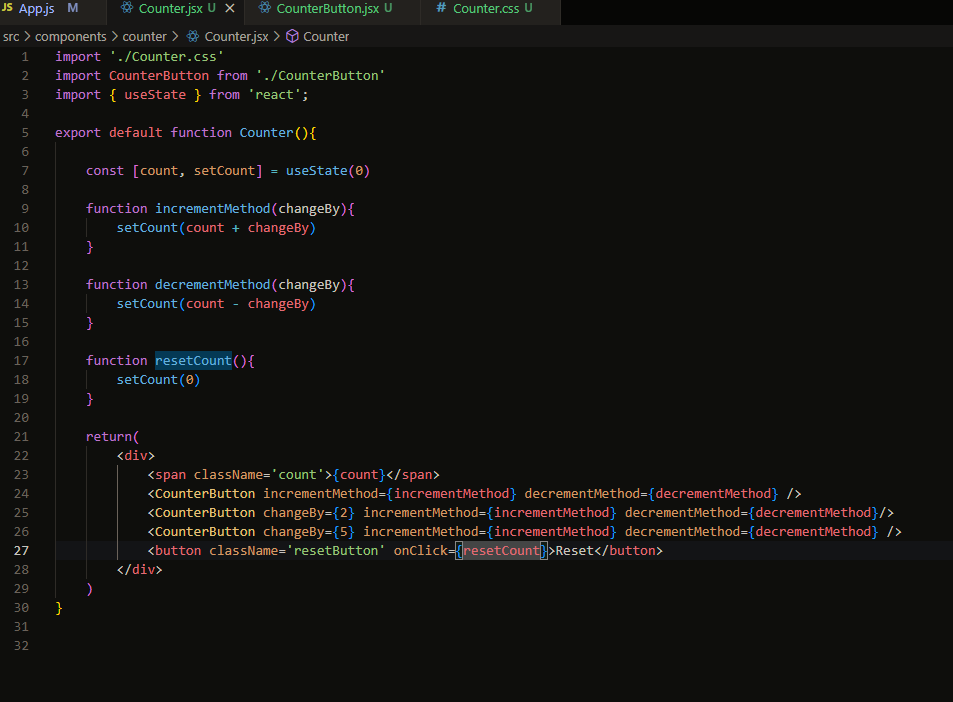 JS App.js M Counter.jsx U CounterButton.jsx U # Counter.css U
src > components > counter > Counter.jsx > Counter
1 import './Counter.css'
2 import CounterButton from './CounterButton'
3 import { useState } from 'react';
4
5 export default function Counter(){
6
7 const [count, setCount] = useState(0)
8
9 function incrementMethod(changeBy){
10 setCount(count + changeBy)
11 }
12
13 function decrementMethod(changeBy){
14 setCount(count - changeBy)
15 }
16
17 function resetCount(){
18 setCount(0)
19 }
20
21 return(
22 <div>
23 <span className='count'>{count}</span>
24 <CounterButton incrementMethod={incrementMethod} decrementMethod={decrementMethod} />
25 <CounterButton changeBy={2} incrementMethod={incrementMethod} decrementMethod={decrementMethod}/>
26 <CounterButton changeBy={5} incrementMethod={incrementMethod} decrementMethod={decrementMethod} />
27 <button className='resetButton' onClick={resetCount}>Reset</button>
28 </div>
29 )
30 }
31
32